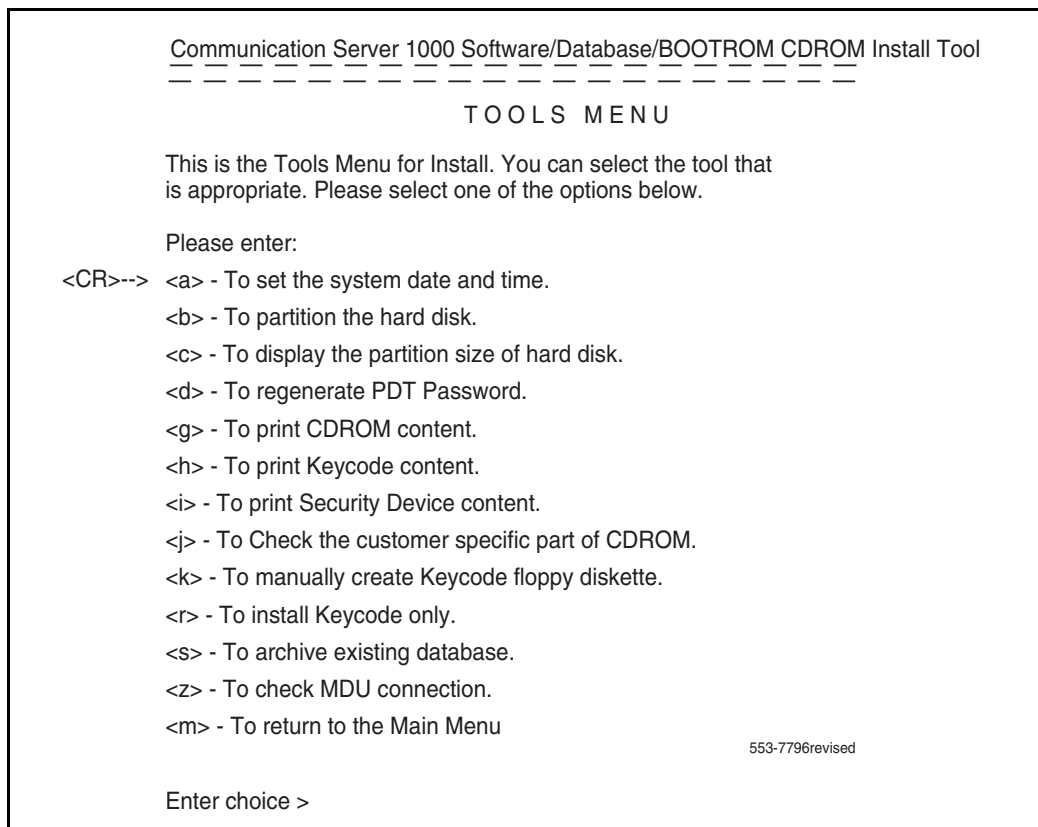 Communication Server 1000 Software/Database/BOOTROM CDROM Install Tool
TOOLS MENU
This is the Tools Menu for Install. You can select the tool that
is appropriate. Please select one of the options below.
Please enter:
<CR>--> <a> - To set the system date and time.
<b> - To partition the hard disk.
<c> - To display the partition size of hard disk.
<d> - To regenerate PDT Password.
<g> - To print CDROM content.
<h> - To print Keycode content.
<i> - To print Security Device content.
<j> - To Check the customer specific part of CDROM.
<k> - To manually create Keycode floppy diskette.
<r> - To install Keycode only.
<s> - To archive existing database.
<z> - To check MDU connection.
<m> - To return to the Main Menu
553-7796revised
Enter choice >